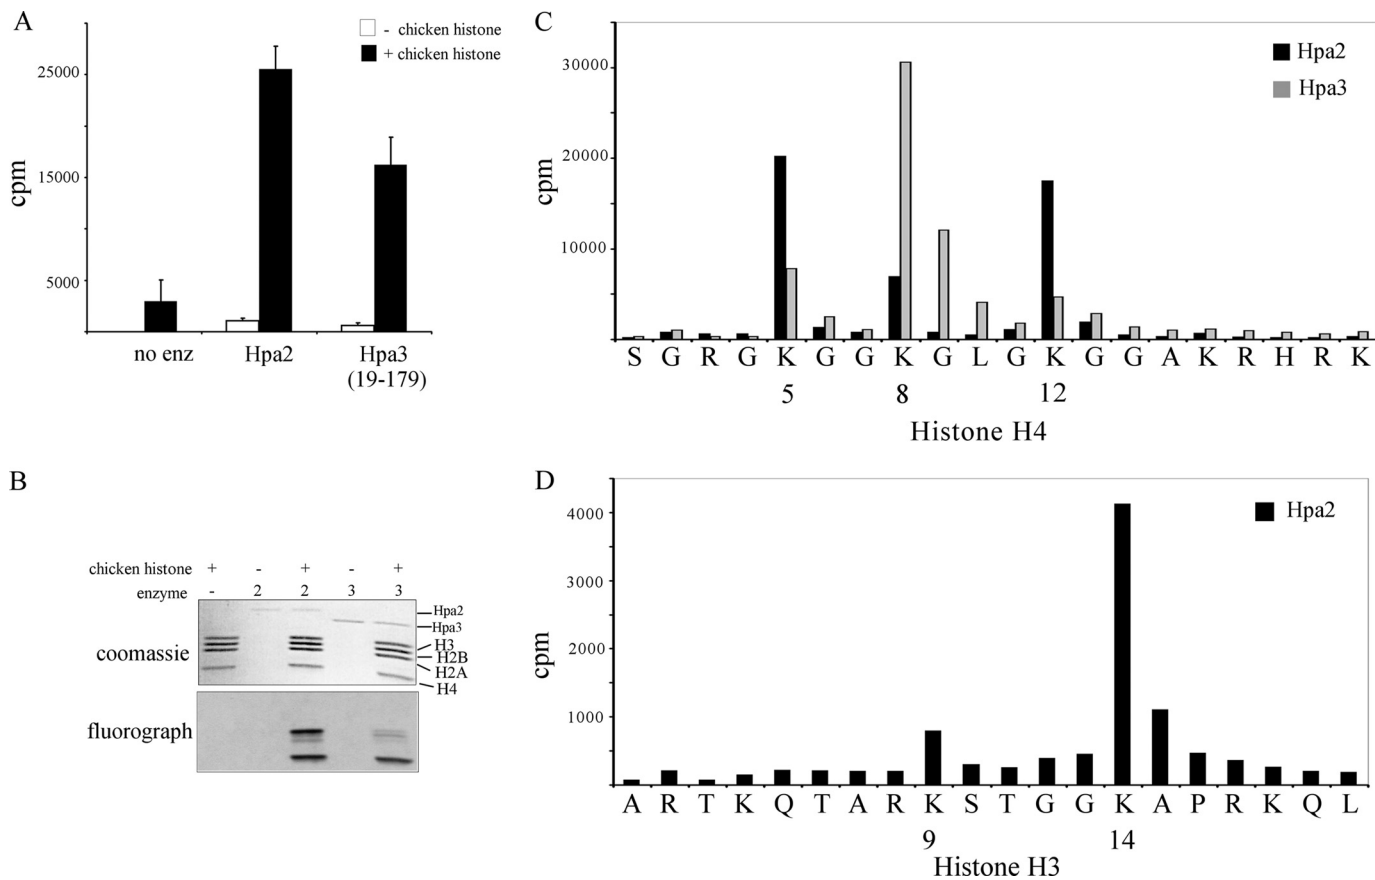 A
- chicken histone
+ chicken histone
25000
15000
5000
cpm
no enz Hpa2 Hpa3
(19-179)
B
chicken histone + - + - +
enzyme - 2 2 3 3
coomassie
fluorograph
Hpa2
Hpa3
H3
H2B
H2A
H4
C
Hpa2
Hpa3
30000
20000
10000
cpm
S G R G K G G K G L G K G G A K R H R K
5 8 12
Histone H4
D
Hpa2
4000
3000
2000
1000
cpm
A R T K Q T A R K S T G G K A P R K Q L
9 14
Histone H3